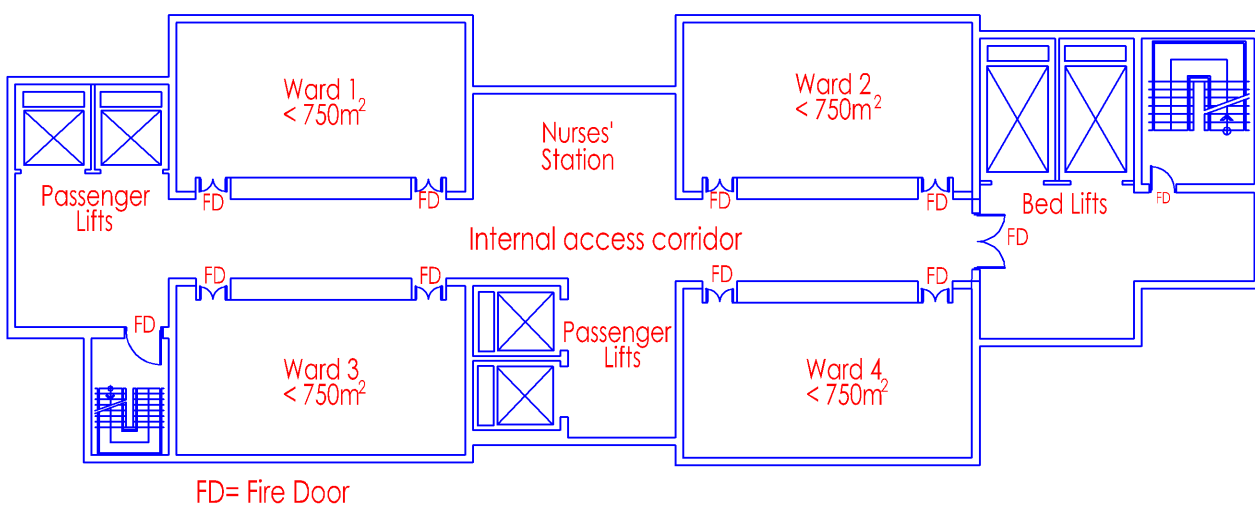 Ward 1
< 750m²
Ward 2
< 750m²
Nurses'
Station
Passenger
Lifts
FD
FD
FD
FD
Bed Lifts
FD
Internal access corridor
FD
FD
FD
FD
FD
FD
Passenger
Lifts
Ward 3
< 750m²
Ward 4
< 750m²
FD= Fire Door